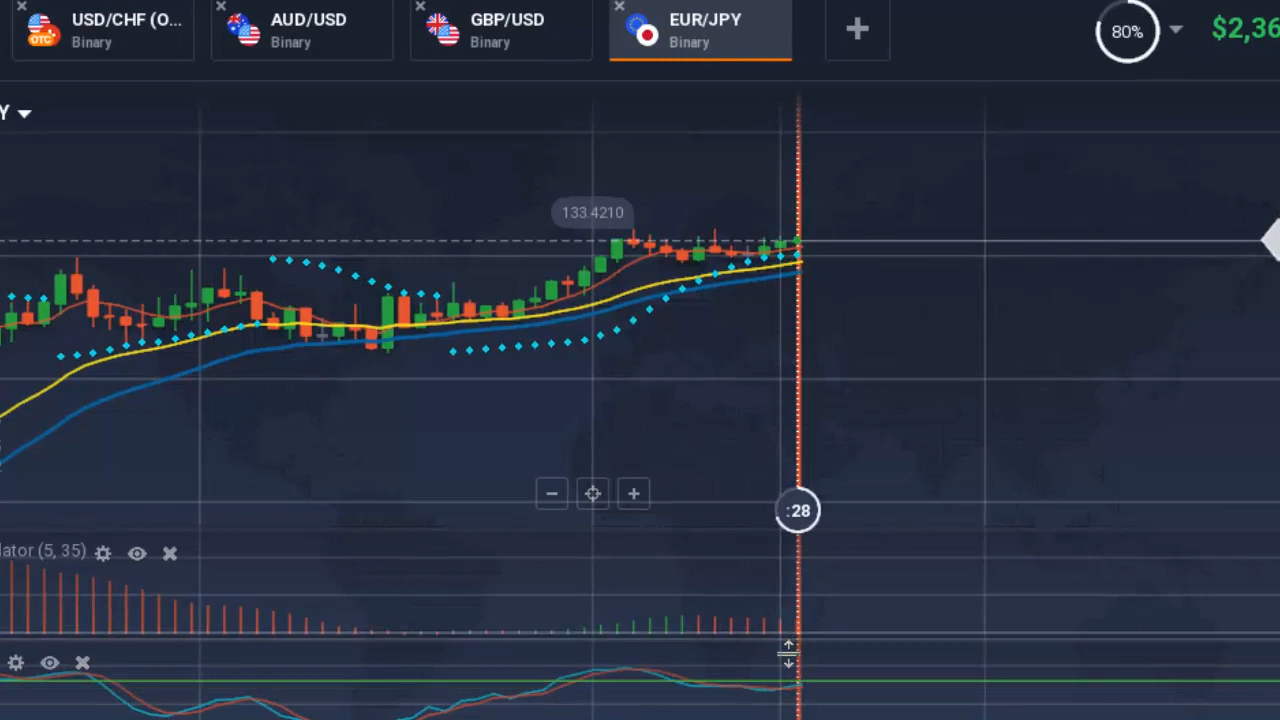 USD/CHF (O...
Binary
OTC
AUD/USD
Binary
GBP/USD
Binary
EUR/JPY
Binary
80%
$2,36
Y
133.4210
:28
lator (5, 35)